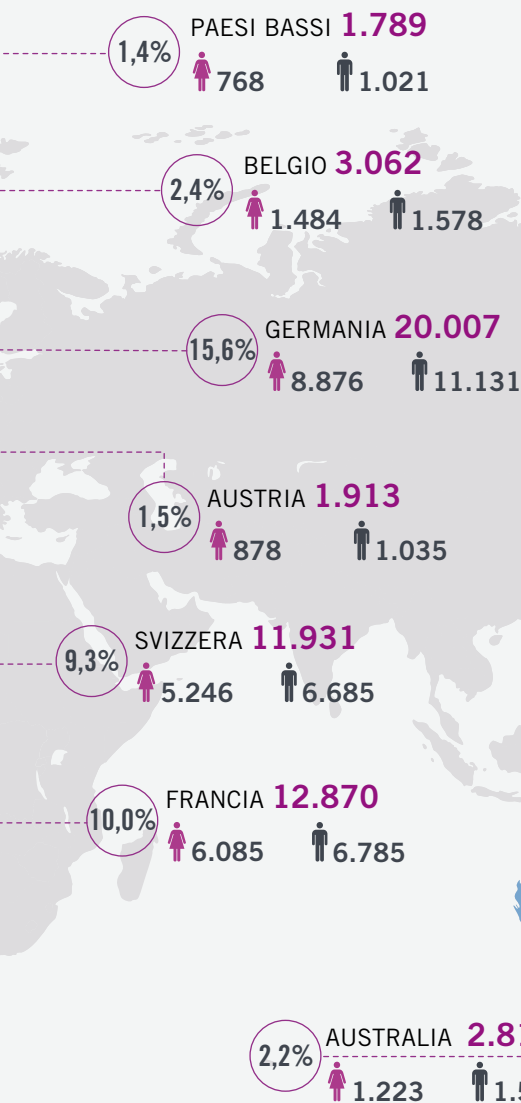 PAESI BASSI 1.789
1,4%
768 1.021
BELGIO 3.062
2,4%
1.484 1.578
GERMANIA 20.007
15,6%
8.876 11.131
AUSTRIA 1.913
1,5%
878 1.035
SVIZZERA 11.931
9,3%
5.246 6.685
FRANCIA 12.870
10,0%
6.085 6.785
AUSTRALIA
2,2%
1.223